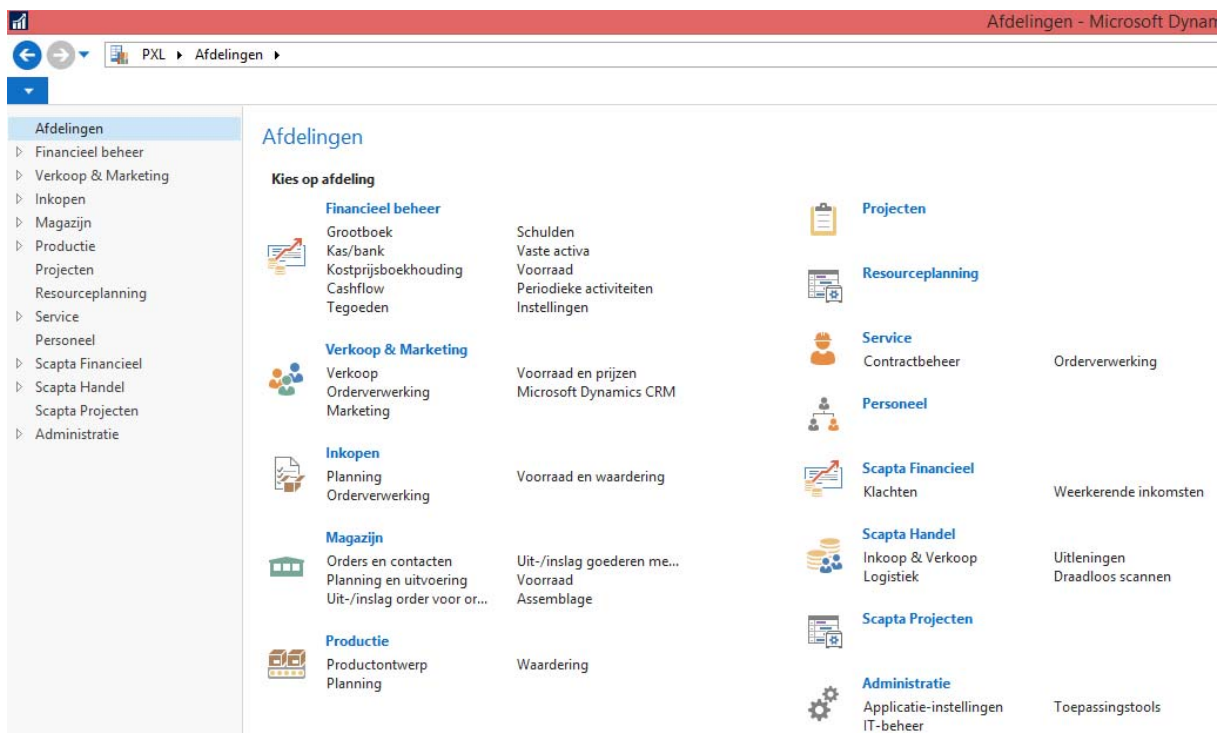 Afdelingen - Microsoft Dynam
PXL Afdelingen
Afdelingen
Financieel beheer
Verkoop & Marketing
Inkopen
Magazijn
Productie
Projecten
Resourceplanning
Service
Personeel
Scapta Financieel
Scapta Handel
Scapta Projecten
Administratie
Afdelingen
Kies op afdeling
Financieel beheer
Grootboek Schulden
Kas/bank Vaste activa
Kostprijsboekhouding Voorraad
Cashflow Periodieke activiteiten
Tegoeden Instellingen
Verkoop & Marketing
Verkoop Voorraad en prijzen
Orderverwerking Microsoft Dynamics CRM
Marketing
Inkopen
Planning Voorraad en waardering
Orderverwerking
Magazijn
Orders en contacten Uit-/inslag goederen me...
Planning en uitvoering Voorraad
Uit-/inslag order voor or... Assemblage
Productie
Productontwerp Waardering
Planning
Projecten
Resourceplanning
Service
Contractbeheer Orderverwerking
Personeel
Scapta Financieel
Klachten Weerkerende inkomsten
Scapta Handel
Inkoop & Verkoop Uitleningen
Logistiek Draadloos scannen
Scapta Projecten
Administratie
Applicatie-instellingen Toepassingstools
IT-beheer